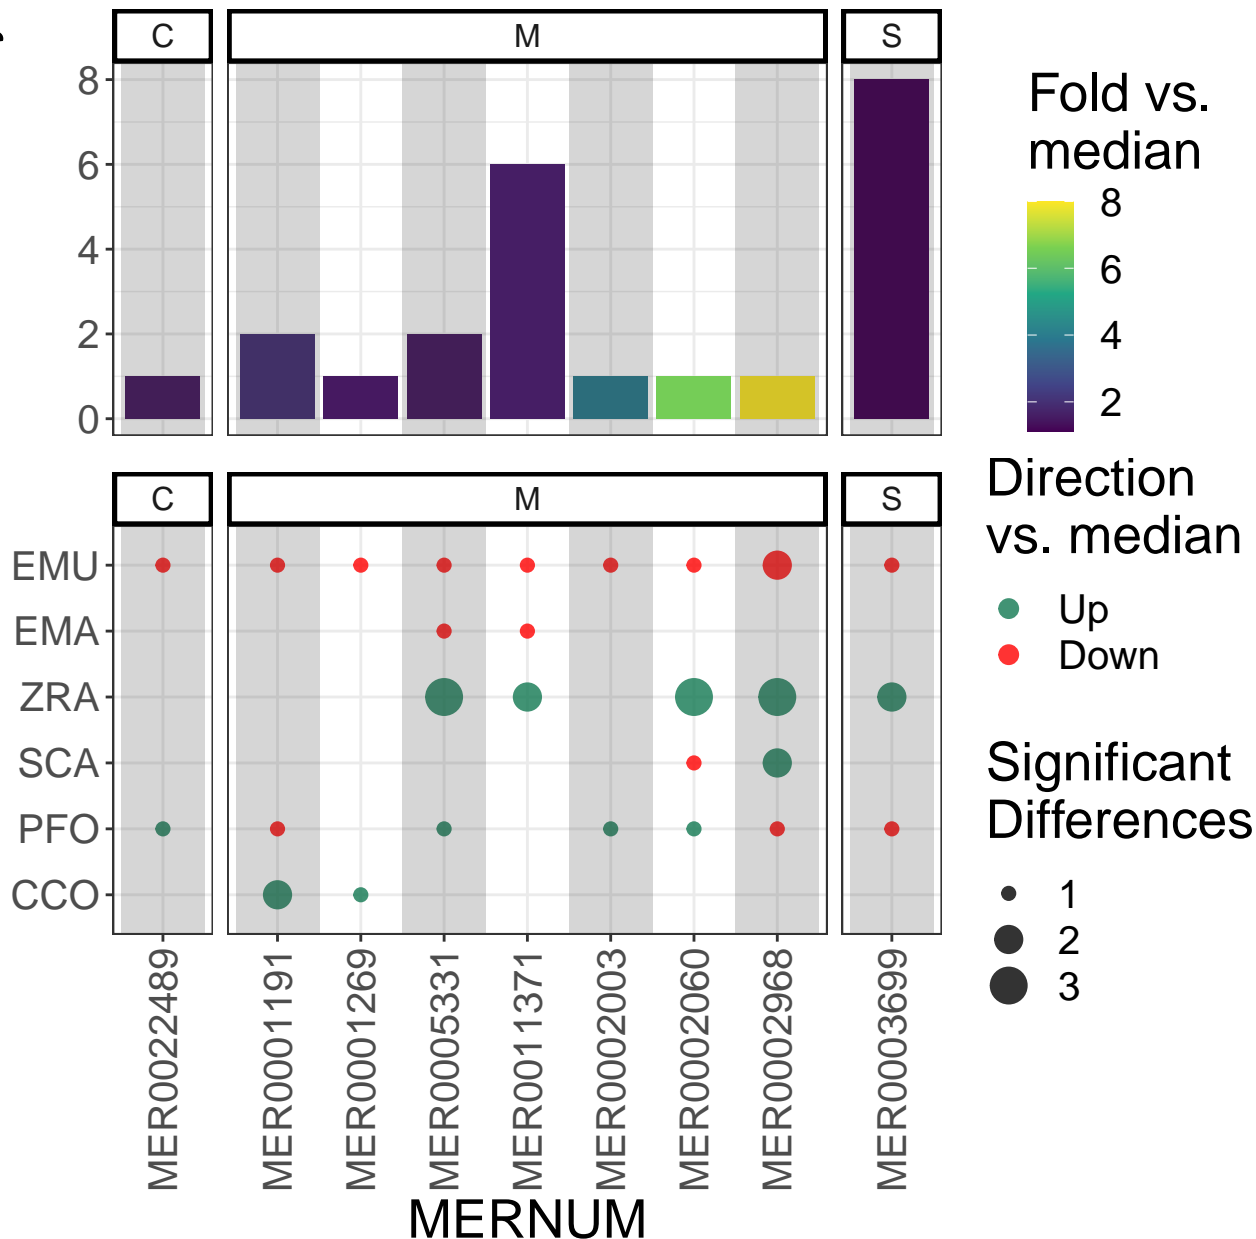 C
M
S
8
6
4
2
0
Fold vs.
median
8
6
4
2
C
M
S
EMU
EMA
ZRA
SCA
PFO
CCO
Direction
vs. median
Up
Down
Significant
Differences
1
2
3
MER0022489
MER0001191
MER0001269
MER0005331
MER0011371
MER0002003
MER0002060
MER0002968
MER0003699
MERNUM